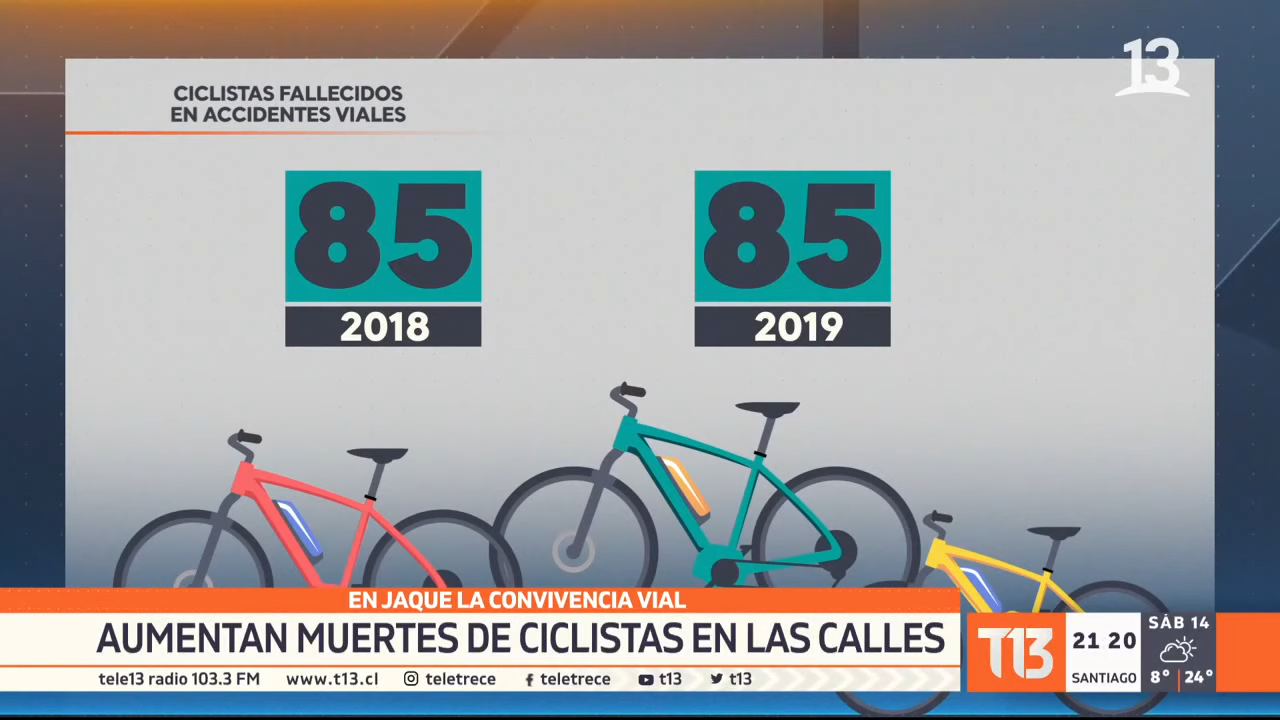 13
CICLISTAS FALLECIDOS
EN ACCIDENTES VIALES
85
2018
85
2019
EN JAQUE LA CONVIVENCIA VIAL
AUMENTAN MUERTES DE CICLISTAS EN LAS CALLES
tele13 radio 103.3 FM www.t13.cl teletrece teletrece t13 t13
T13
21 20
SANTIAGO
SÁB 14
8° 24°